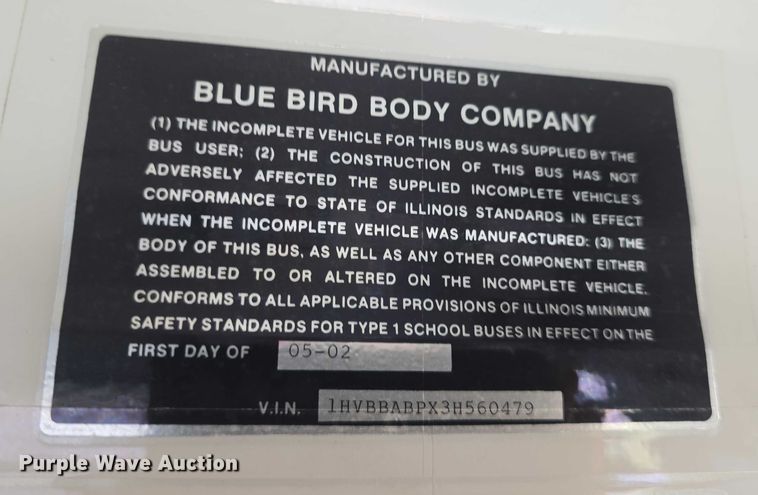 MANUFACTURED BY
BLUE BIRD BODY COMPANY
(1) THE INCOMPLETE VEHICLE FOR THIS BUS WAS SUPPLIED BY THE
BUS USER; (2) THE CONSTRUCTION OF THIS BUS HAS NOT
ADVERSELY AFFECTED THE SUPPLIED INCOMPLETE VEHICLE'S
CONFORMANCE TO STATE OF ILLINOIS STANDARDS IN EFFECT
WHEN THE INCOMPLETE VEHICLE WAS MANUFACTURED: (3) THE
BODY OF THIS BUS, AS WELL AS ANY OTHER COMPONENT EITHER
ASSEMBLED TO OR ALTERED ON THE INCOMPLETE VEHICLE.
CONFORMS TO ALL APPLICABLE PROVISIONS OF ILLINOIS MINIMUM
SAFETY STANDARDS FOR TYPE 1 SCHOOL BUSES IN EFFECT ON THE
FIRST DAY OF 05-02
V.I.N. 1HVBBABPX3H560479
Purple Wave Auction